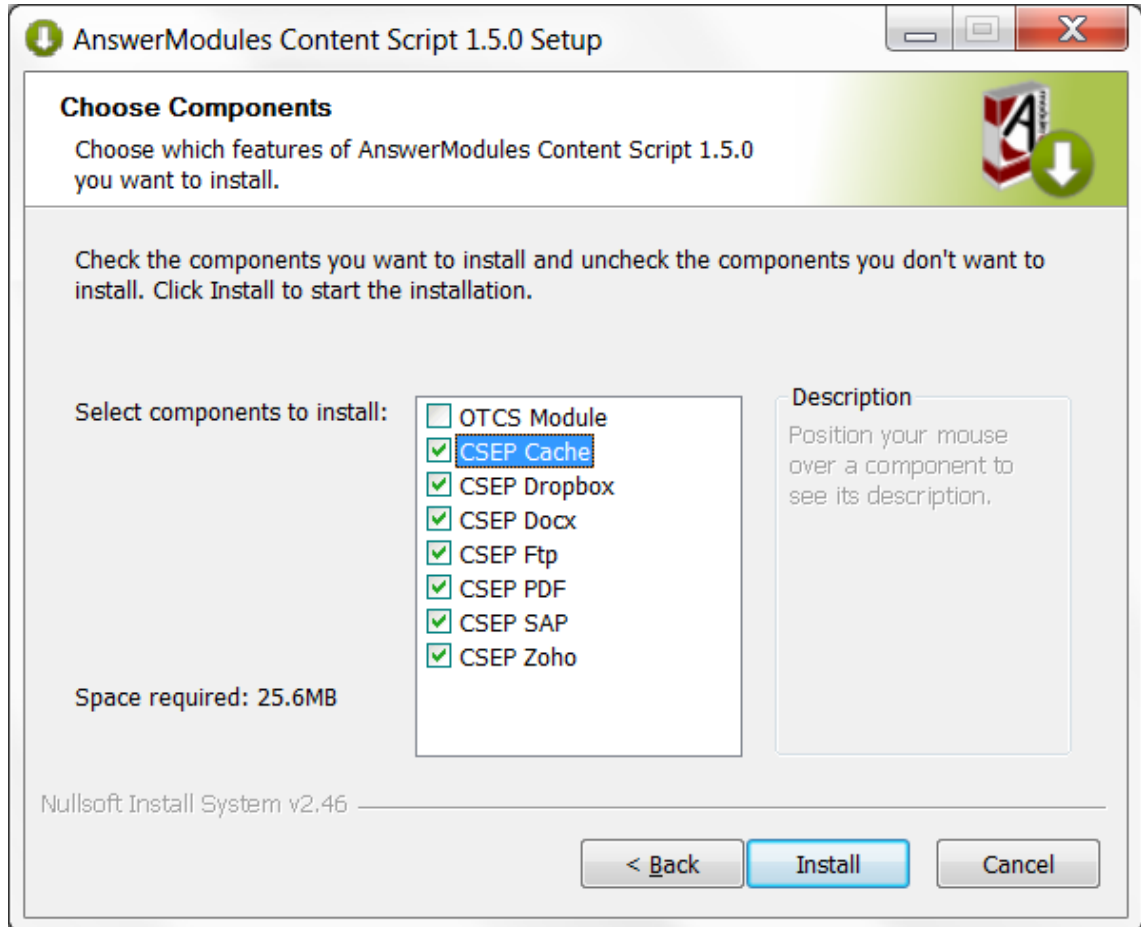 AnswerModules Content Script 1.5.0 Setup
X
Choose Components
Choose which features of AnswerModules Content Script 1.5.0
you want to install.
A
Check the components you want to install and uncheck the components you don't want to
install. Click Install to start the installation.
Select components to install:
OTCS Module
CSEP Cache
CSEP Dropbox
CSEP Docx
CSEP Ftp
CSEP PDF
CSEP SAP
CSEP Zoho
Description
Position your mouse
over a component to
see its description.
Space required: 25.6MB
Nullsoft Install System v2.46
< Back
Install
Cancel